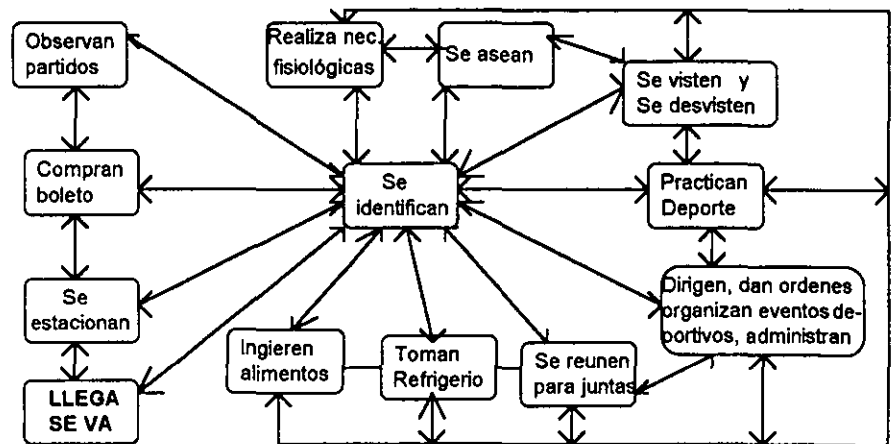 Observan
partidos
Realiza nec.
fisiológicas
Se asean
Se visten y
Se desvisten
Compran
boleto
Se
identifican
Practican
Deporte
Se
estacionan
Dirigen, dan ordenes
organizan eventos de-
portivos, administran
Ingieren
alimentos
Toman
Refrigerio
Se reunen
para juntas
LLEGA
SE VA